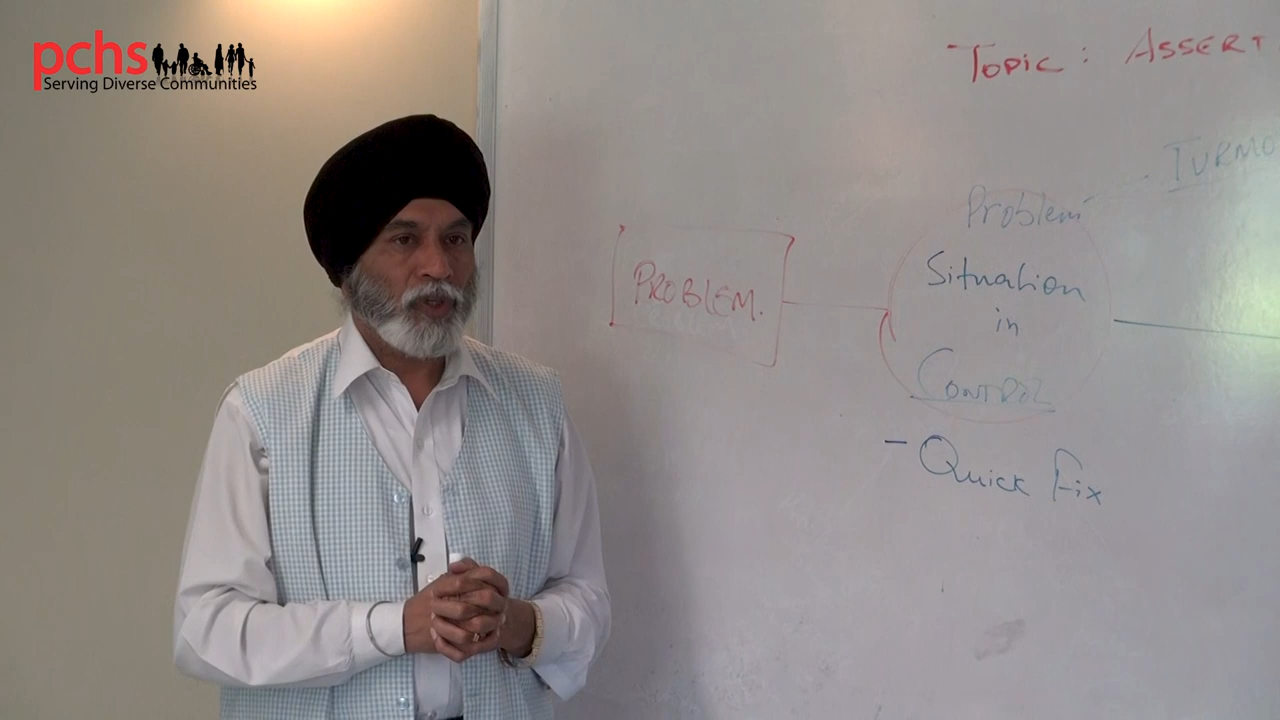 pchs
Serving Diverse Communities
Topic: ASSERT
TURMO
PROBLEM.
Problem
Situation
in
CONTROL
- Quick Fix